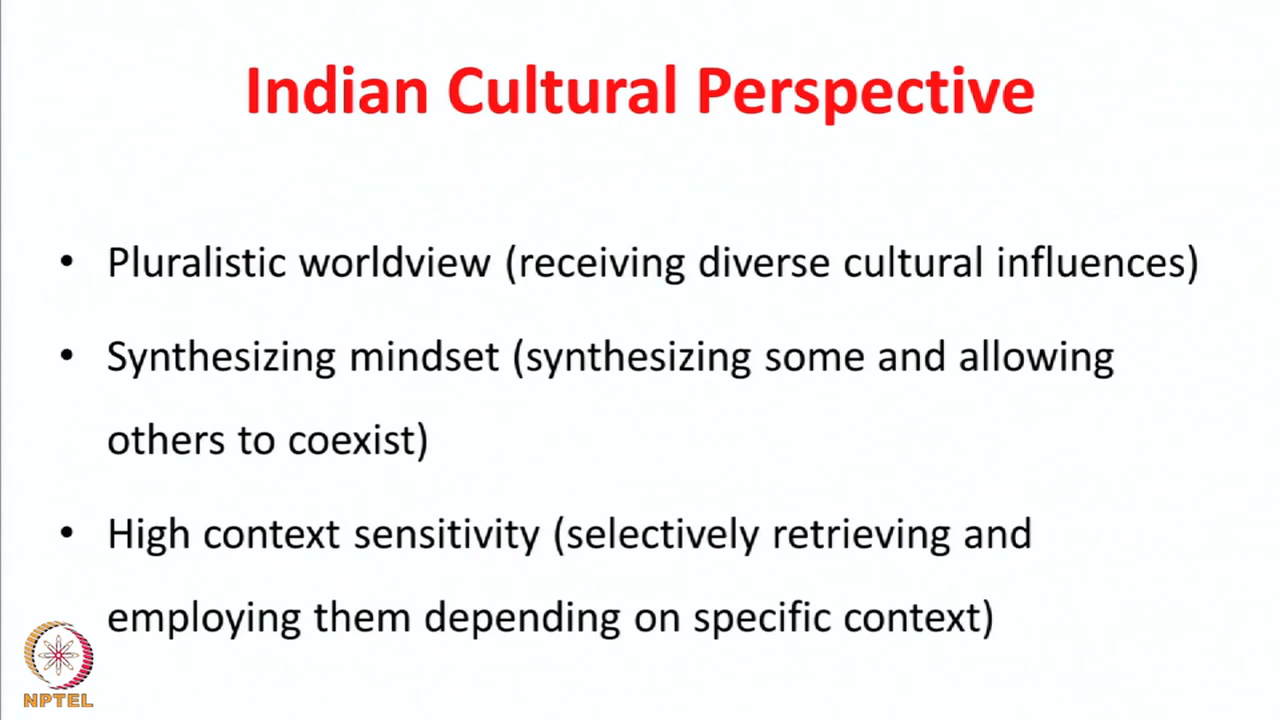 Indian Cultural Perspective
• Pluralistic worldview (receiving diverse cultural influences)
• Synthesizing mindset (synthesizing some and allowing
others to coexist)
• High context sensitivity (selectively retrieving and
employing them depending on specific context)
NPTEL